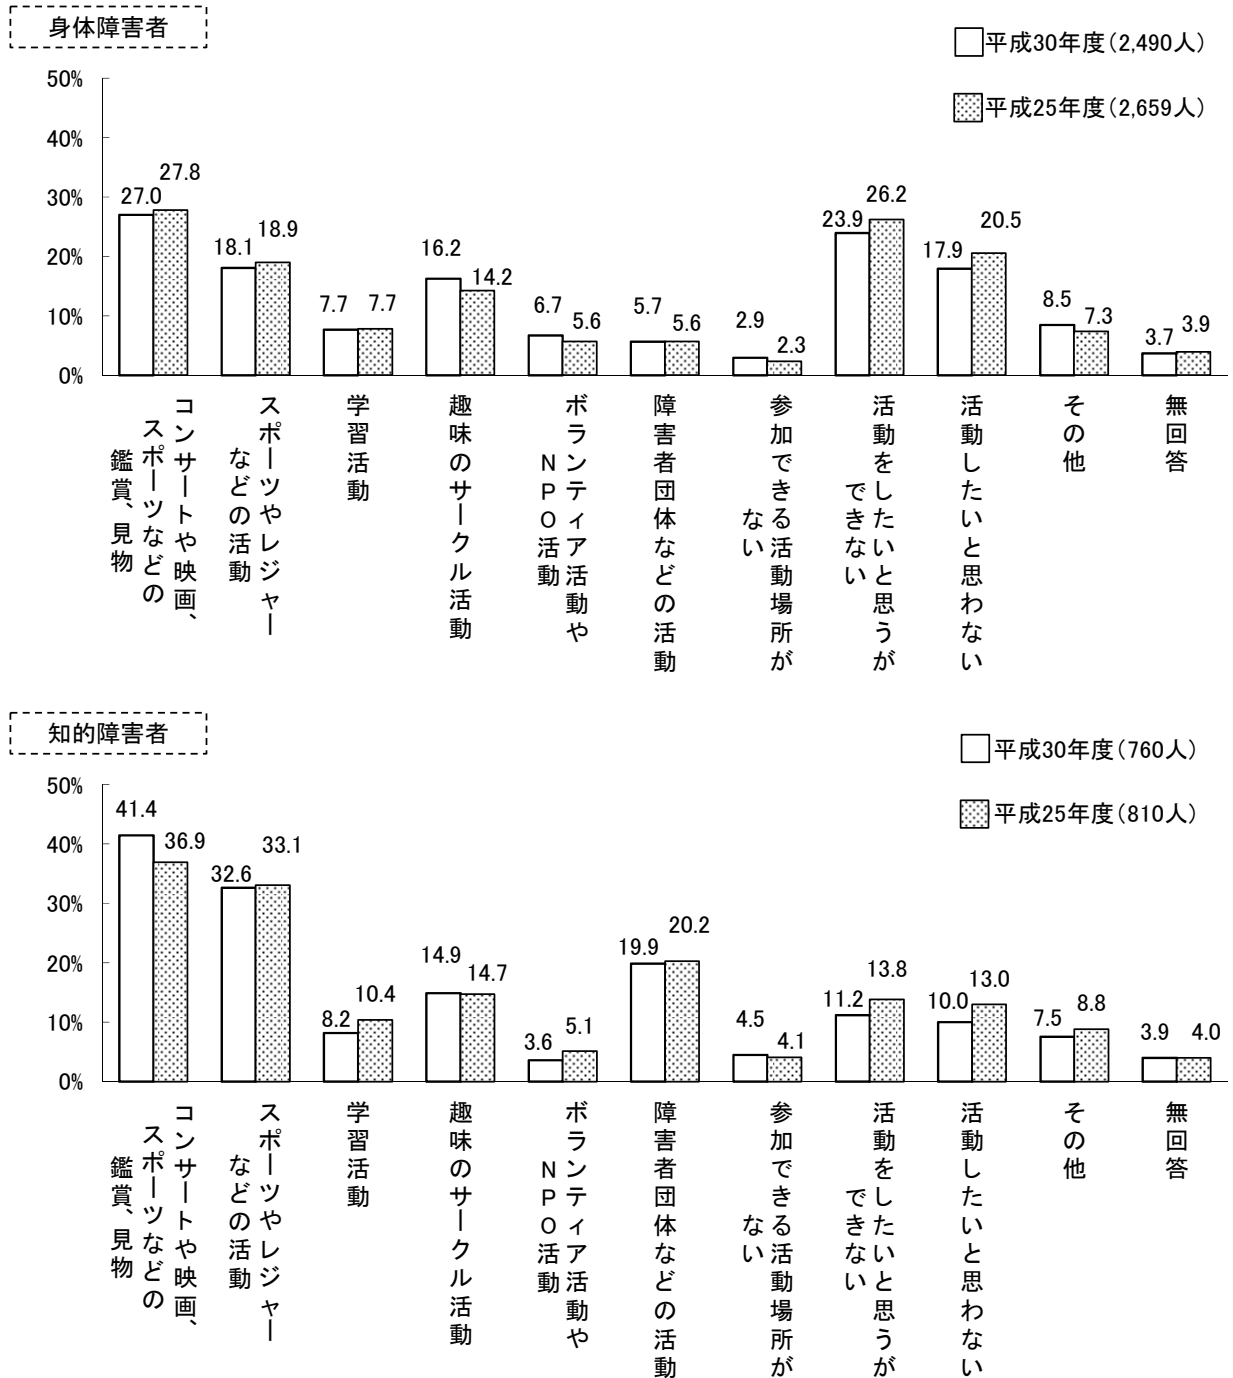 身体障害者
平成30年度(2,490人)
平成25年度(2,659人)
50%
40%
30%
20%
10%
0%
27.0
27.8
18.1
18.9
7.7
7.7
16.2
14.2
6.7
5.6
5.7
5.6
2.9
2.3
23.9
26.2
17.9
20.5
8.5
7.3
3.7
3.9
コンサートや映画、
スポーツなどの
鑑賞、見物
スポーツやレジャー
などの活動
学習活動
趣味のサークル活動
ボランティア活動や
NPO活動
障害者団体などの活動
参加できる活動場所が
ない
活動をしたいと思うが
できない
活動したいと思わない
その他
無回答
知的障害者
平成30年度(760人)
平成25年度(810人)
50%
40%
30%
20%
10%
0%
41.4
36.9
32.6
33.1
8.2
10.4
14.9
14.7
3.6
5.1
19.9
20.2
4.5
4.1
11.2
13.8
10.0
13.0
7.5
8.8
3.9
4.0
コンサートや映画、
スポーツなどの
鑑賞、見物
スポーツやレジャー
などの活動
学習活動
趣味のサークル活動
ボランティア活動や
NPO活動
障害者団体などの活動
参加できる活動場所が
ない
活動をしたいと思うが
できない
活動したいと思わない
その他
無回答